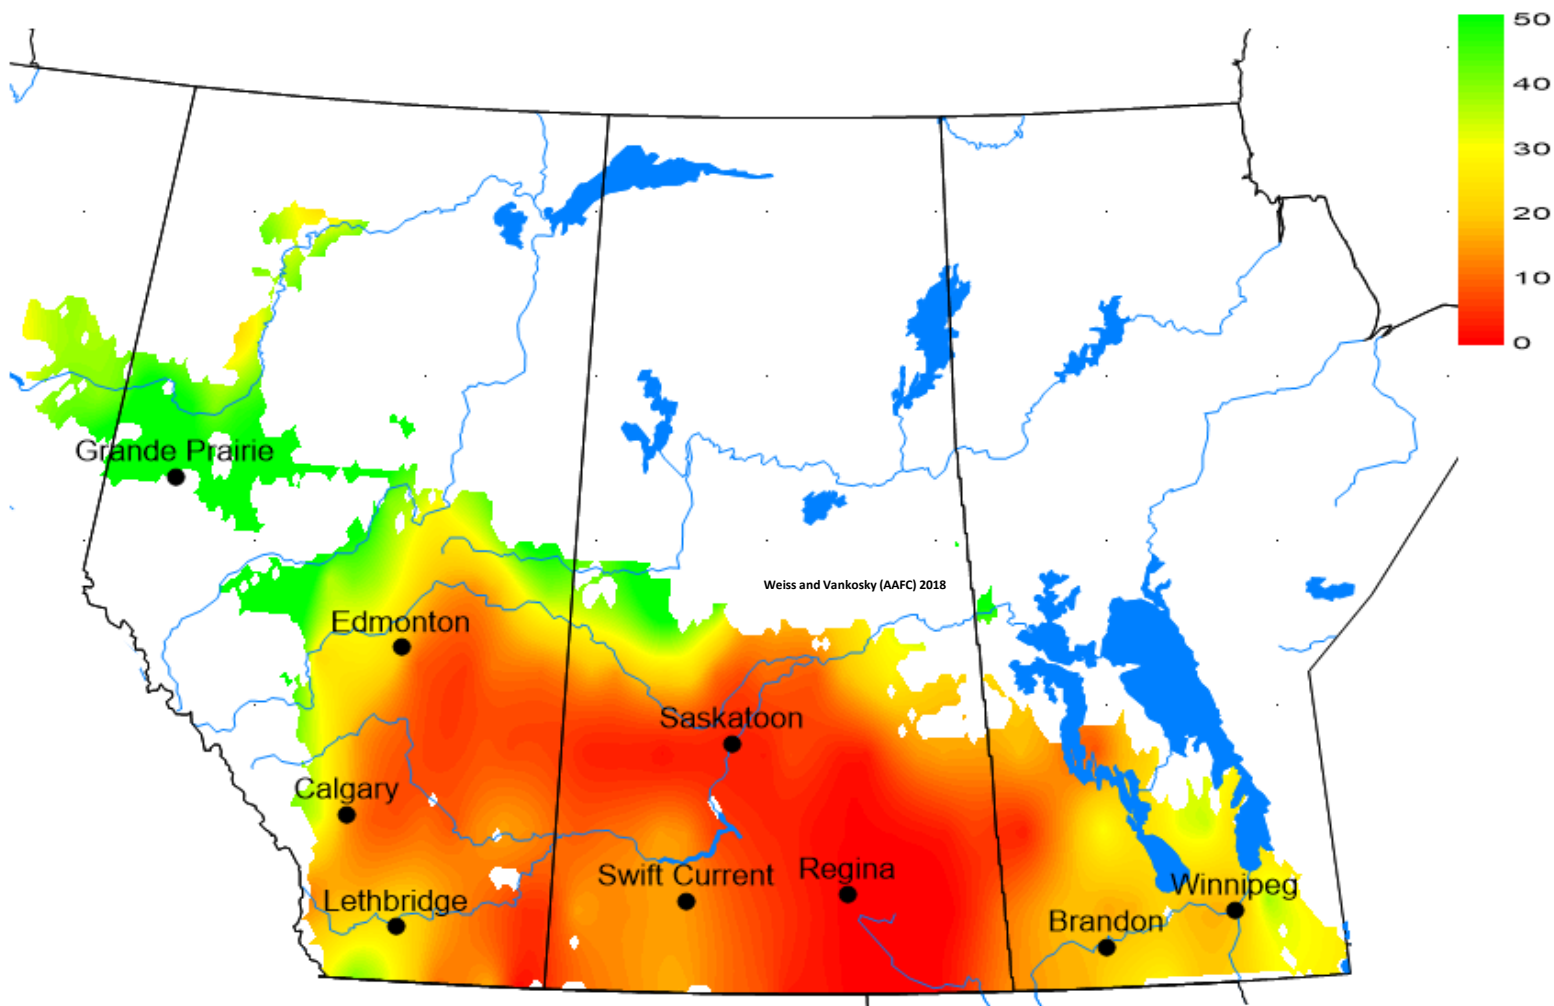 50
40
30
20
10
0
Grande Prairie
Weiss and Vankosky (AAFC) 2018
Edmonton
Saskatoon
Calgary
Swift Current
Regina
Winnipeg
Lethbridge
Brandon